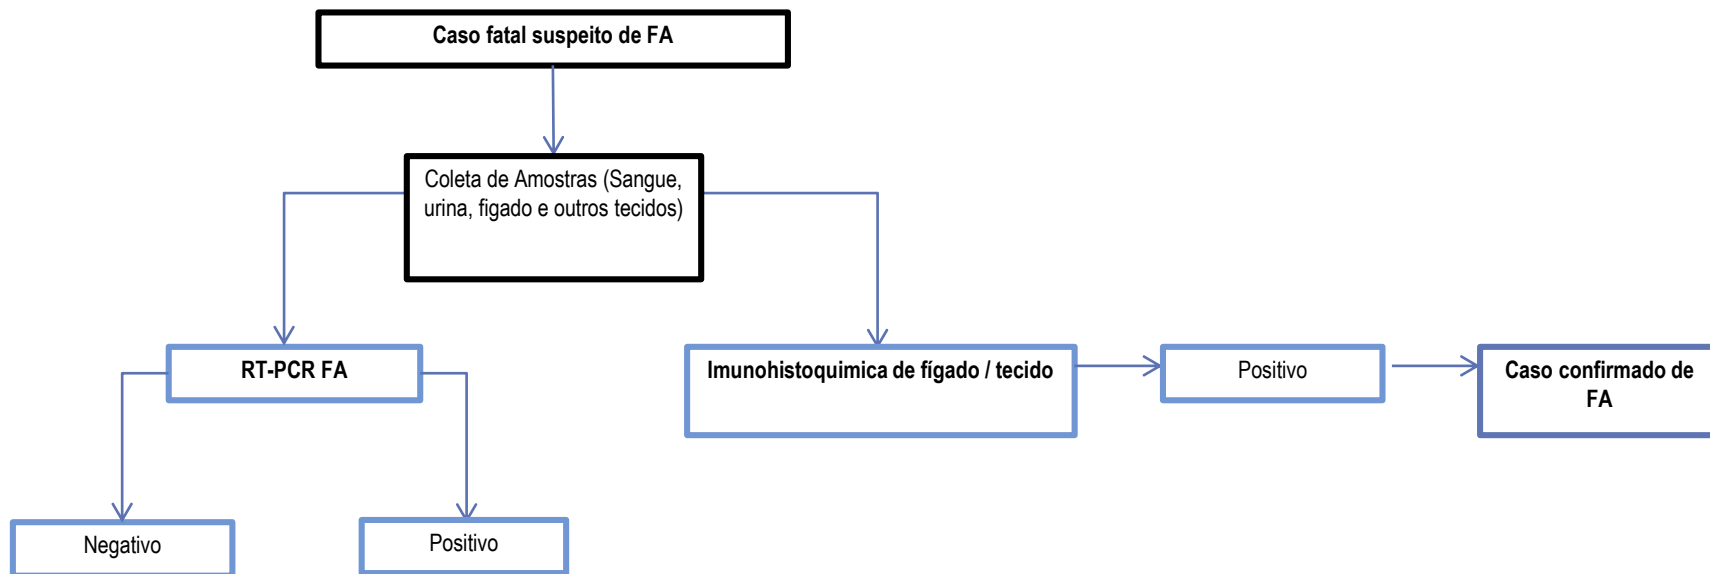 Caso fatal suspeito de FA
Coleta de Amostras (Sangue,
urina, figado e outros tecidos)
RT-PCR FA
Imunohistoquimica de fígado / tecido
Positivo
Caso confirmado de
FA
Negativo
Positivo